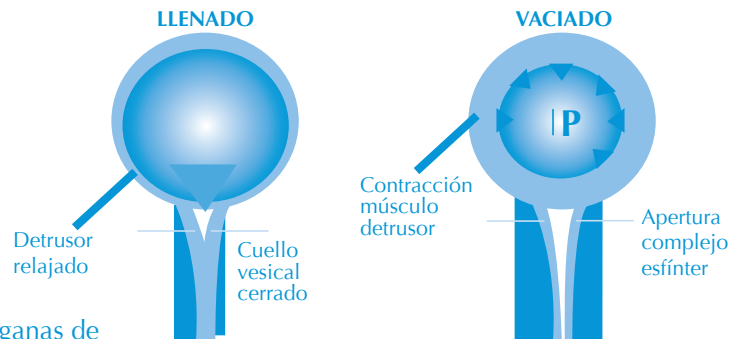 LLENADO
VACIADO
P
Contracción
músculo
detrusor
Detrusor
relajado
Cuello
vesical
cerrado
Apertura
complejo
esfínter
ganas de